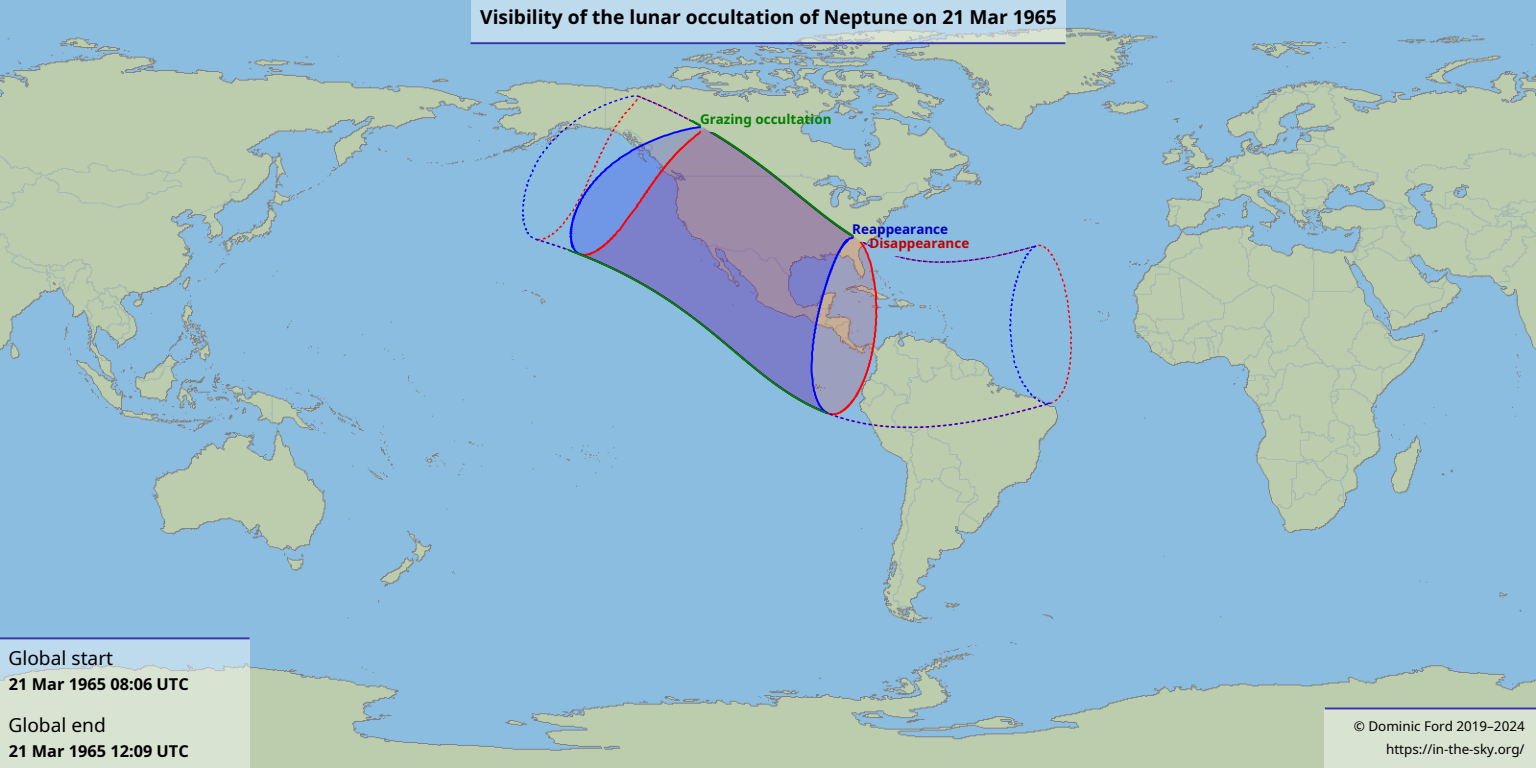 Visibility of the lunar occultation of Neptune on 21 Mar 1965
Grazing occultation
Reappearance
Disappearance
Global start
21 Mar 1965 08:06 UTC
Global end
21 Mar 1965 12:09 UTC
© Dominic Ford 2019–2024
https://in-the-sky.org/